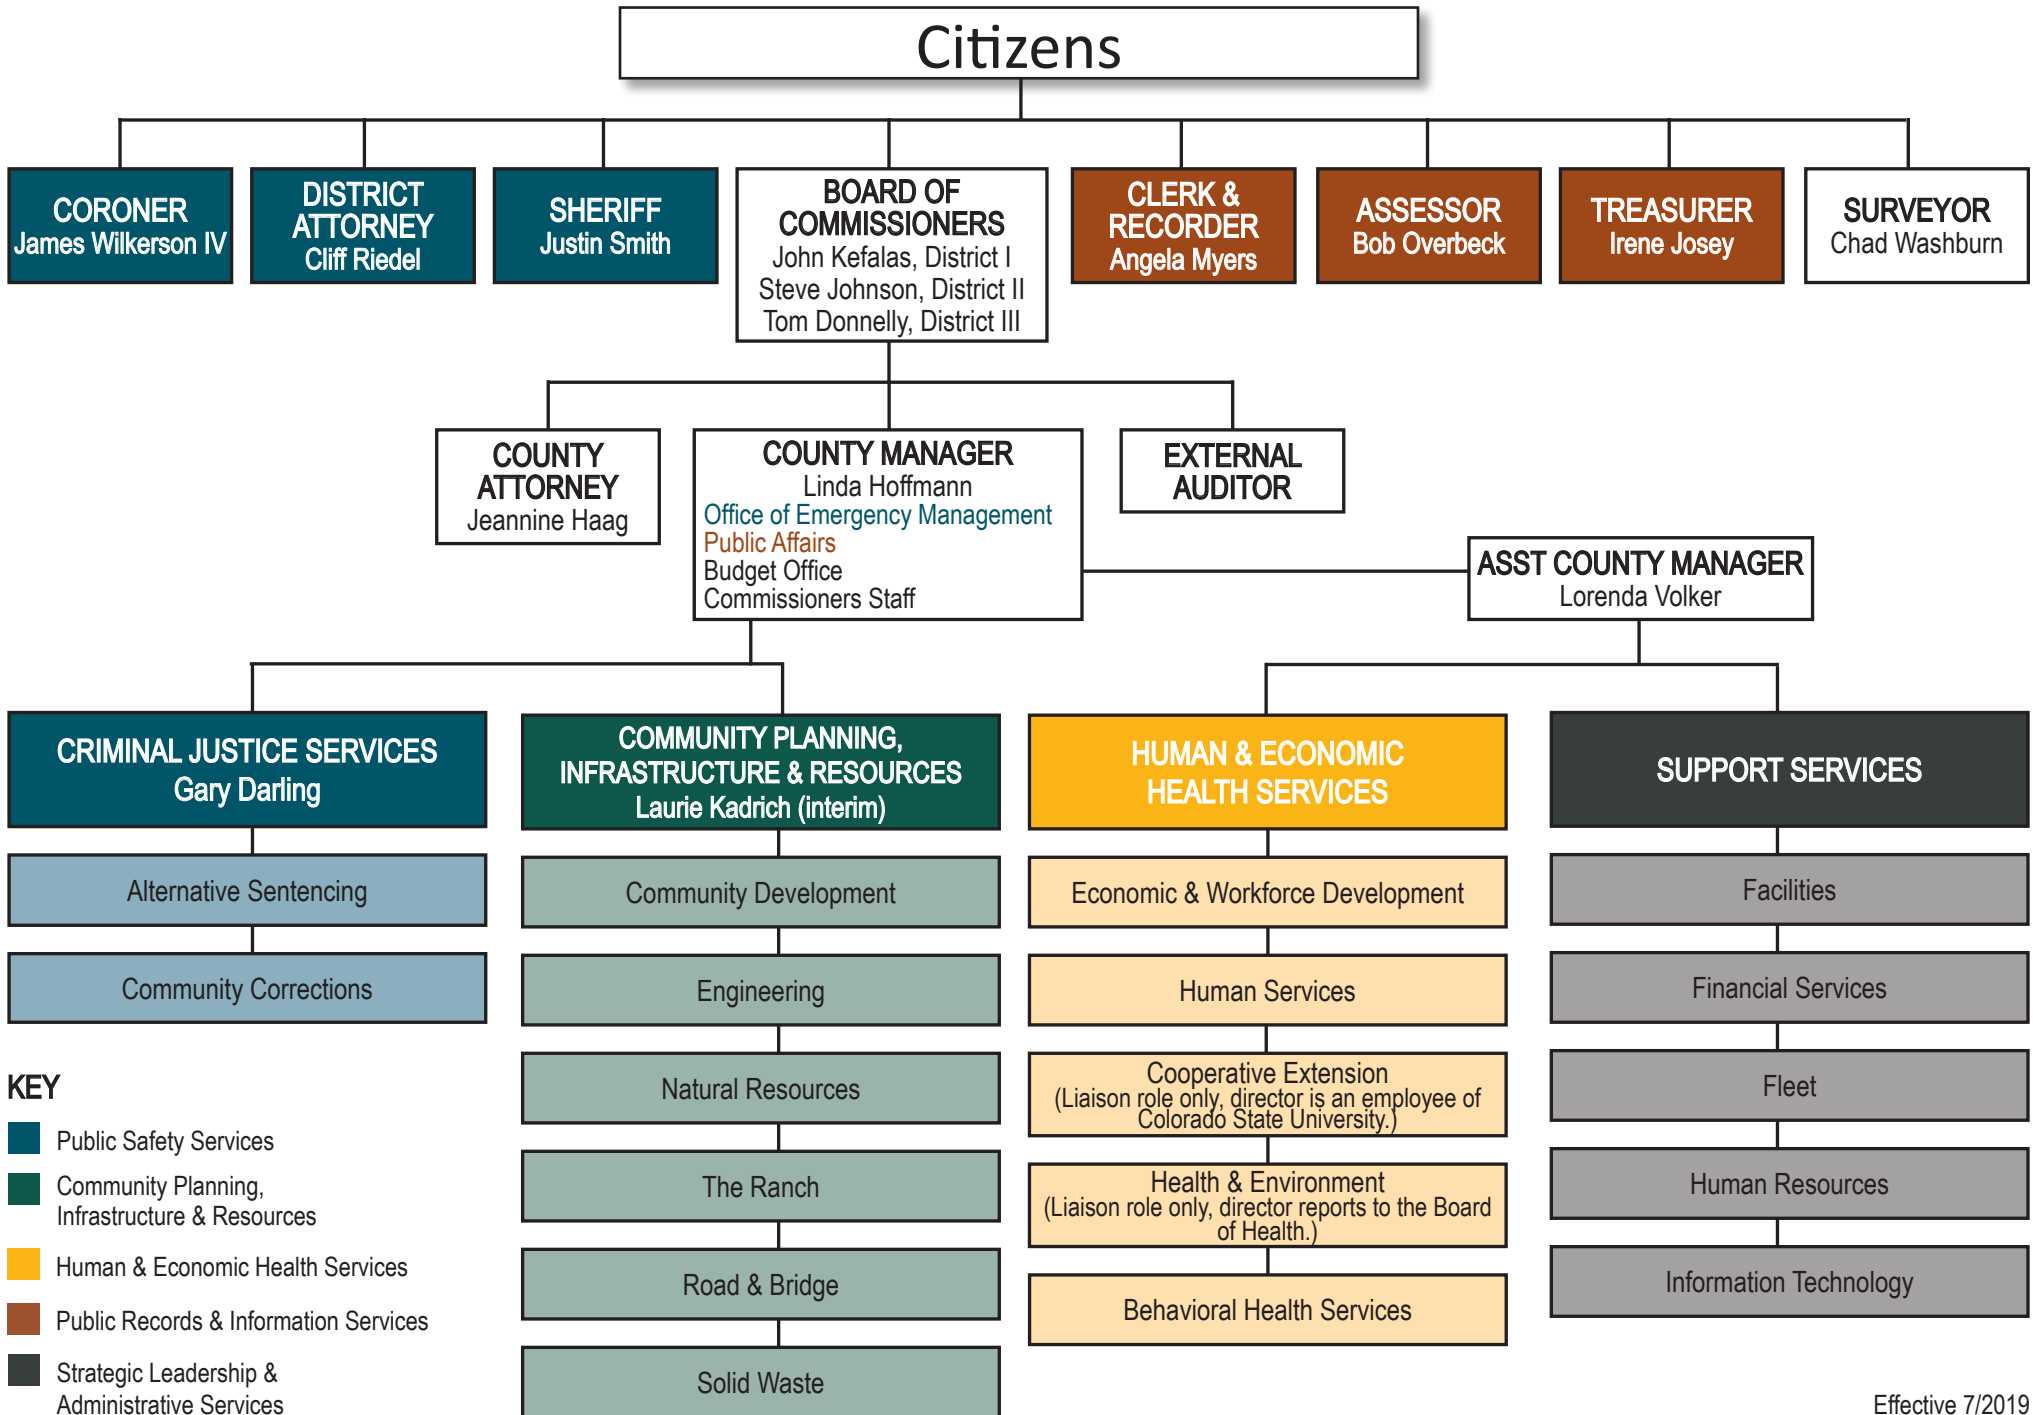 Citizens
CORONER
James Wilkerson IV
DISTRICT
ATTORNEY
Cliff Riedel
SHERIFF
Justin Smith
BOARD OF
COMMISSIONERS
John Kefalas, District I
Steve Johnson, District II
Tom Donnelly, District III
CLERK &
RECORDER
Angela Myers
ASSESSOR
Bob Overbeck
TREASURER
Irene Josey
SURVEYOR
Chad Washburn
COUNTY
ATTORNEY
Jeannine Haag
COUNTY MANAGER
Linda Hoffmann
Office of Emergency Management
Public Affairs
Budget Office
Commissioners Staff
EXTERNAL
AUDITOR
ASST COUNTY MANAGER
Lorenda Volker
CRIMINAL JUSTICE SERVICES
Gary Darling
Alternative Sentencing
Community Corrections
COMMUNITY PLANNING,
INFRASTRUCTURE & RESOURCES
Laurie Kadrich (interim)
Community Development
Engineering
Natural Resources
The Ranch
Road & Bridge
Solid Waste
HUMAN & ECONOMIC
HEALTH SERVICES
Economic & Workforce Development
Human Services
Cooperative Extension
(Liaison role only, director is an employee of
Colorado State University.)
Health & Environment
(Liaison role only, director reports to the Board
of Health.)
Behavioral Health Services
SUPPORT SERVICES
Facilities
Financial Services
Fleet
Human Resources
Information Technology
KEY
Public Safety Services
Community Planning,
Infrastructure & Resources
Human & Economic Health Services
Public Records & Information Services
Strategic Leadership &
Administrative Services
Effective 7/2019